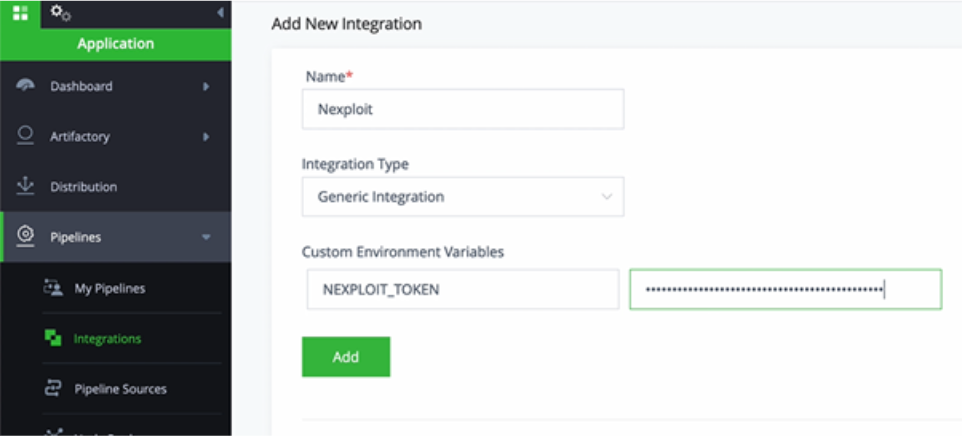 Application
Dashboard
Artifactory
Distribution
Pipelines
My Pipelines
Integrations
Pipeline Sources
Add New Integration
Name*
Nexploit
Integration Type
Generic Integration
Custom Environment Variables
NEXPLOIT_TOKEN
Add